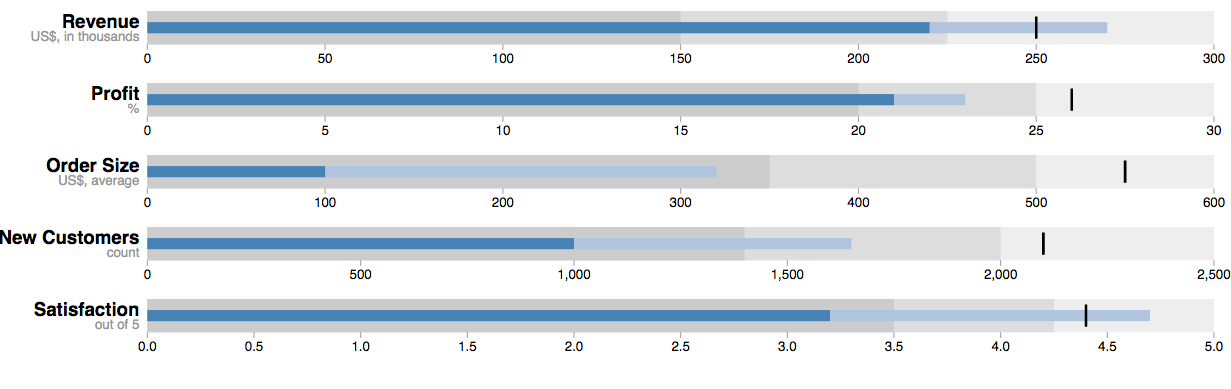 Revenue
US$, in thousands
0 50 100 150 200 250 300
Profit
%
0 5 10 15 20 25 30
Order Size
US$, average
0 100 200 300 400 500 600
New Customers
count
0 500 1,000 1,500 2,000 2,500
Satisfaction
out of 5
0.0 0.5 1.0 1.5 2.0 2.5 3.0 3.5 4.0 4.5 5.0